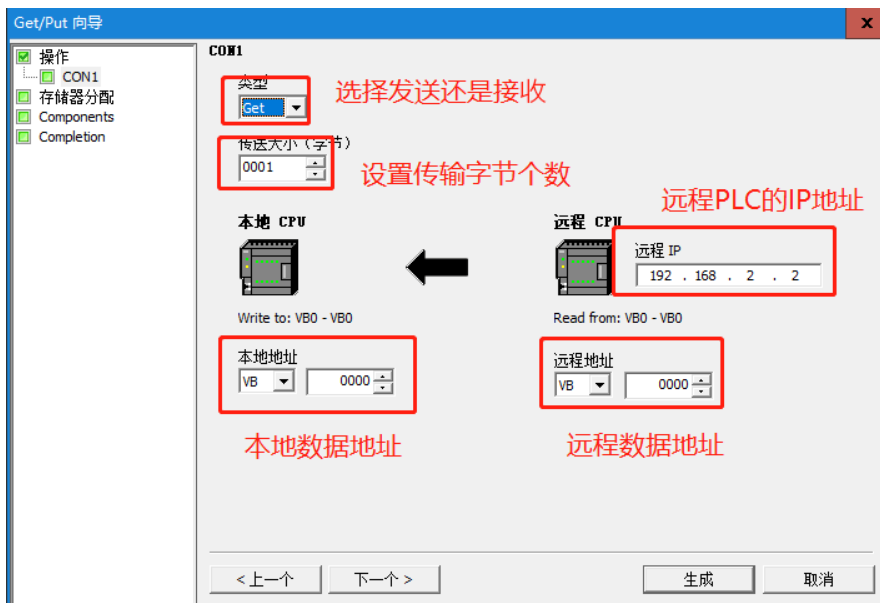 Get/Put 向导
x
操作
CON1
存储器分配
Components
Completion
CON1
类型
Get
选择发送还是接收
传送大小（字节）
0001
设置传输字节个数
远程PLC的IP地址
本地 CPU
远程 CPU
远程 IP
192 . 168 . 2 . 2
Write to: VB0 - VB0
Read from: VB0 - VB0
本地地址
VB 0000
远程地址
VB 0000
本地数据地址
远程数据地址
< 上一个
下一个 >
生成
取消